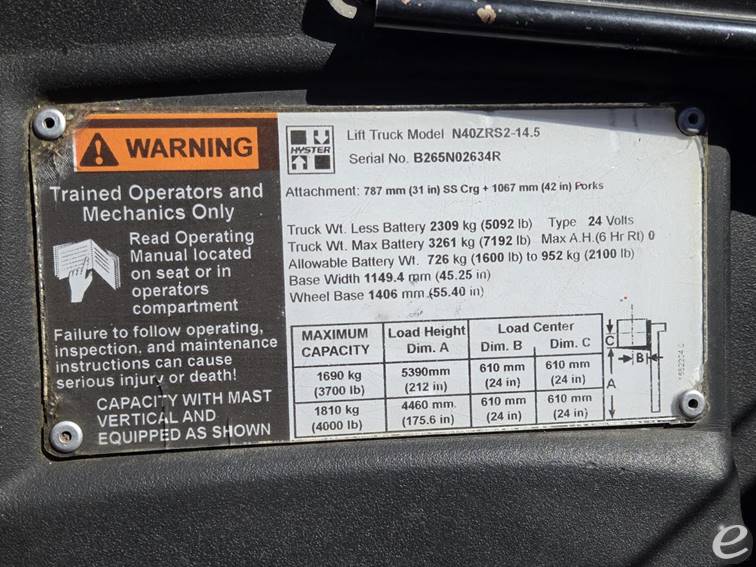 WARNING
Trained Operators and
Mechanics Only
Read Operating
Manual located
on seat or in
operators
compartment
Failure to follow operating,
inspection, and maintenance
instructions can cause
serious injury or death!
CAPACITY WITH MAST
VERTICAL AND
EQUIPPED AS SHOWN
HYSTER
Lift Truck Model N40ZRS2-14.5
Serial No. B265N02634R
Attachment: 787 mm (31 in) SS Crg + 1067 mm (42 in) Forks
Truck Wt. Less Battery 2309 kg (5092 lb) Type 24 Volts
Truck Wt. Max Battery 3261 kg (7192 lb) Max A.H.(6 Hr Rt) 0
Allowable Battery Wt. 726 kg (1600 lb) to 952 kg (2100 lb)
Base Width 1149.4 mm (45.25 in)
Wheel Base 1406 mm (55.40 in)
MAXIMUM CAPACITY Load Height Dim. A Load Center Dim. B Dim. C
1690 kg 5390mm 610 mm 610 mm
(3700 lb) (212 in) (24 in) (24 in)
1810 kg 4460 mm 610 mm 610 mm
(4000 lb) (175.6 in) (24 in) (24 in)
C
B
A
e